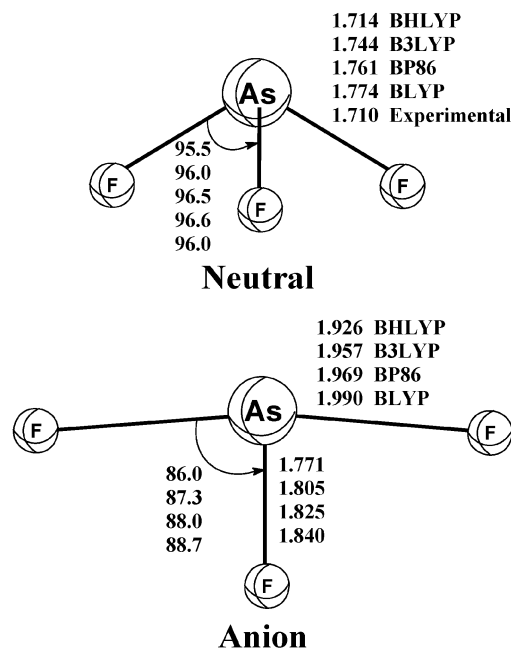 1.714 BHLYP
1.744 B3LYP
1.761 BP86
1.774 BLYP
1.710 Experimental
As
95.5
96.0
96.5
96.6
96.0
F
F
F
Neutral
1.926 BHLYP
1.957 B3LYP
1.969 BP86
1.990 BLYP
As
F
F
86.0
87.3
88.0
88.7
1.771
1.805
1.825
1.840
F
Anion